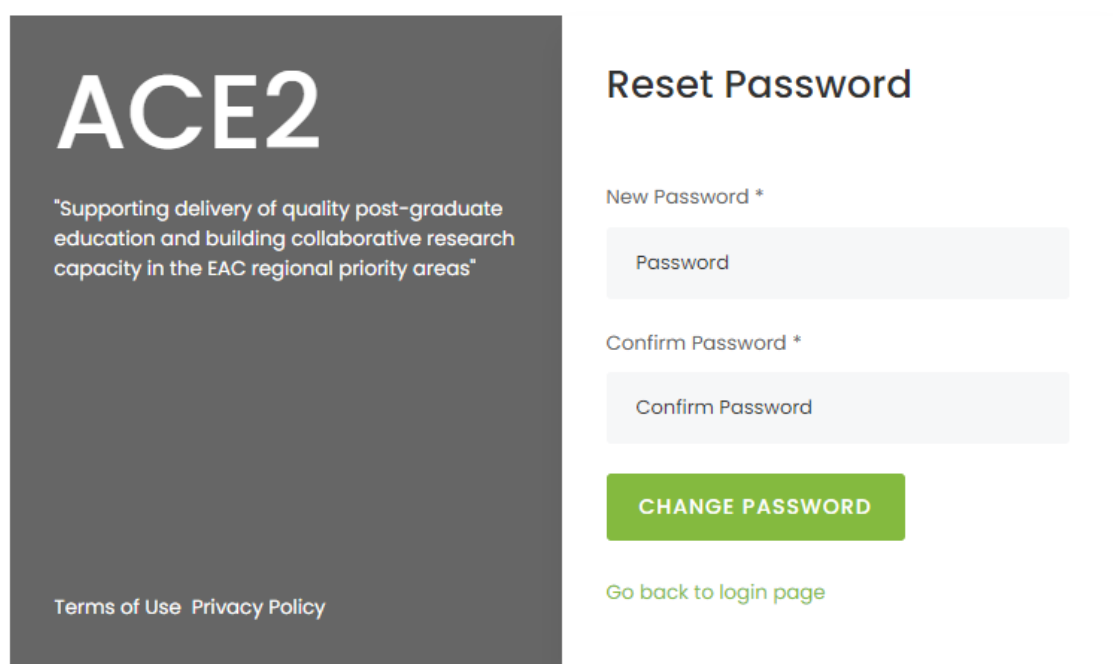 ACE2
"Supporting delivery of quality post-graduate
education and building collaborative research
capacity in the EAC regional priority areas"
Terms of Use Privacy Policy
Reset Password
New Password *
Password
Confirm Password *
Confirm Password
CHANGE PASSWORD
Go back to login page